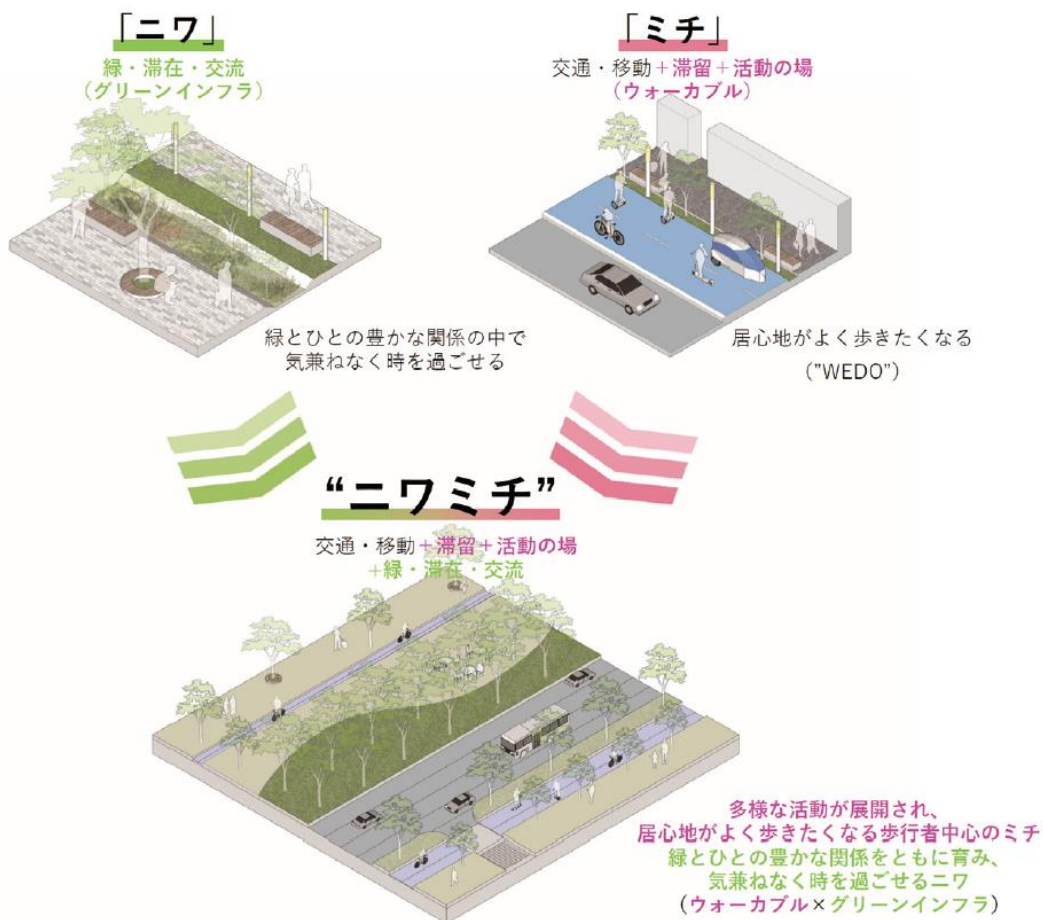 「ニワ」
緑・滞在・交流
（グリーンインフラ）
緑とひとの豊かな関係の中で
気兼ねなく時を過ごせる
「ミチ」
交通・移動＋滞留＋活動の場
（ウォーカブル）
居心地がよく歩きたくなる
（”WEDO”）
“ニワミチ”
交通・移動＋滞留＋活動の場
＋緑・滞在・交流
多様な活動が展開され、
居心地がよく歩きたくなる歩行者中心のミチ
緑とひとの豊かな関係をともに育み、
気兼ねなく時を過ごせるニワ
（ウォーカブル×グリーンインフラ）